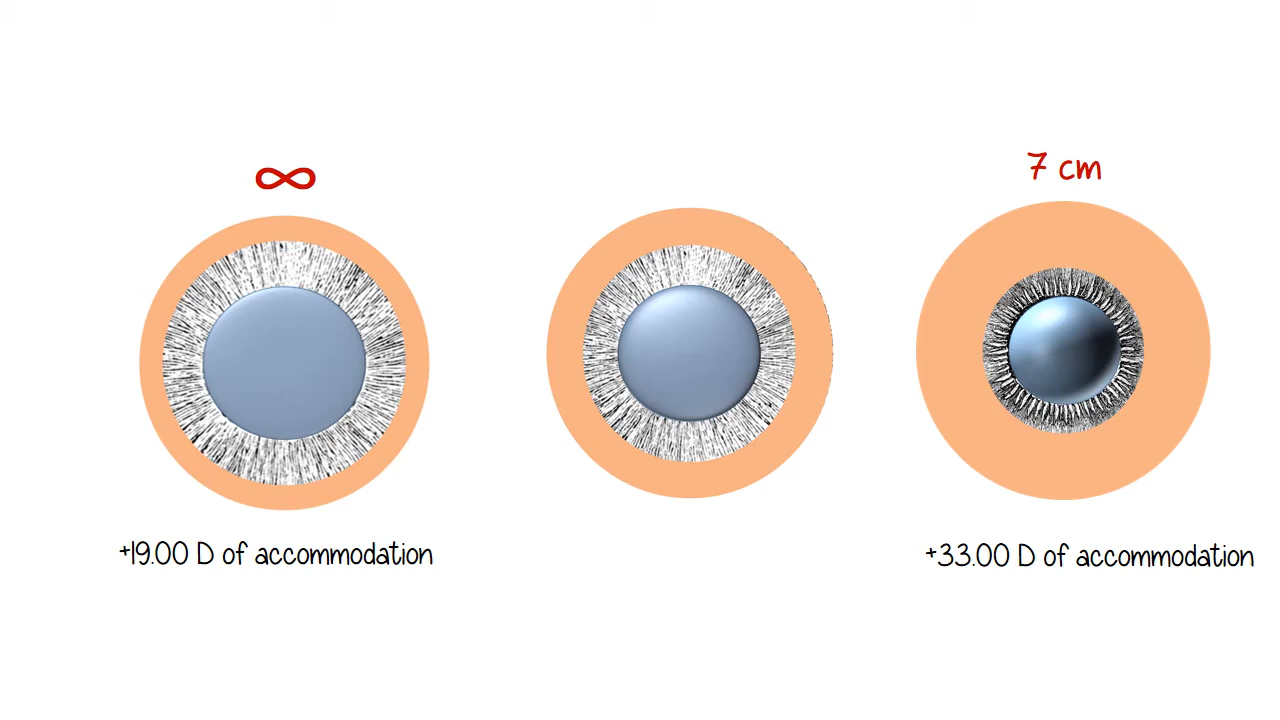 ∞
7 cm
+19.00 D of accommodation
+33.00 D of accommodation